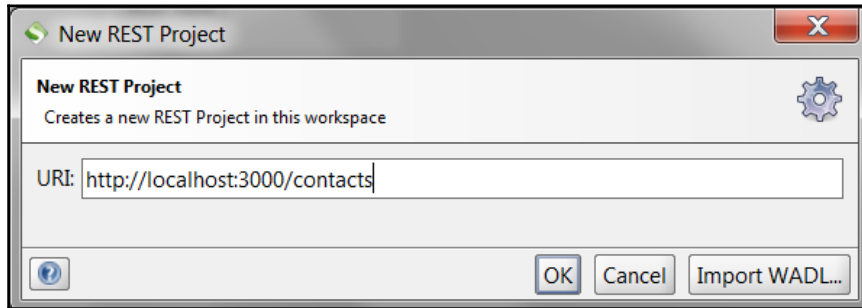 New REST Project
New REST Project
Creates a new REST Project in this workspace
URI: http://localhost:3000/contacts
OK Cancel Import WADL...